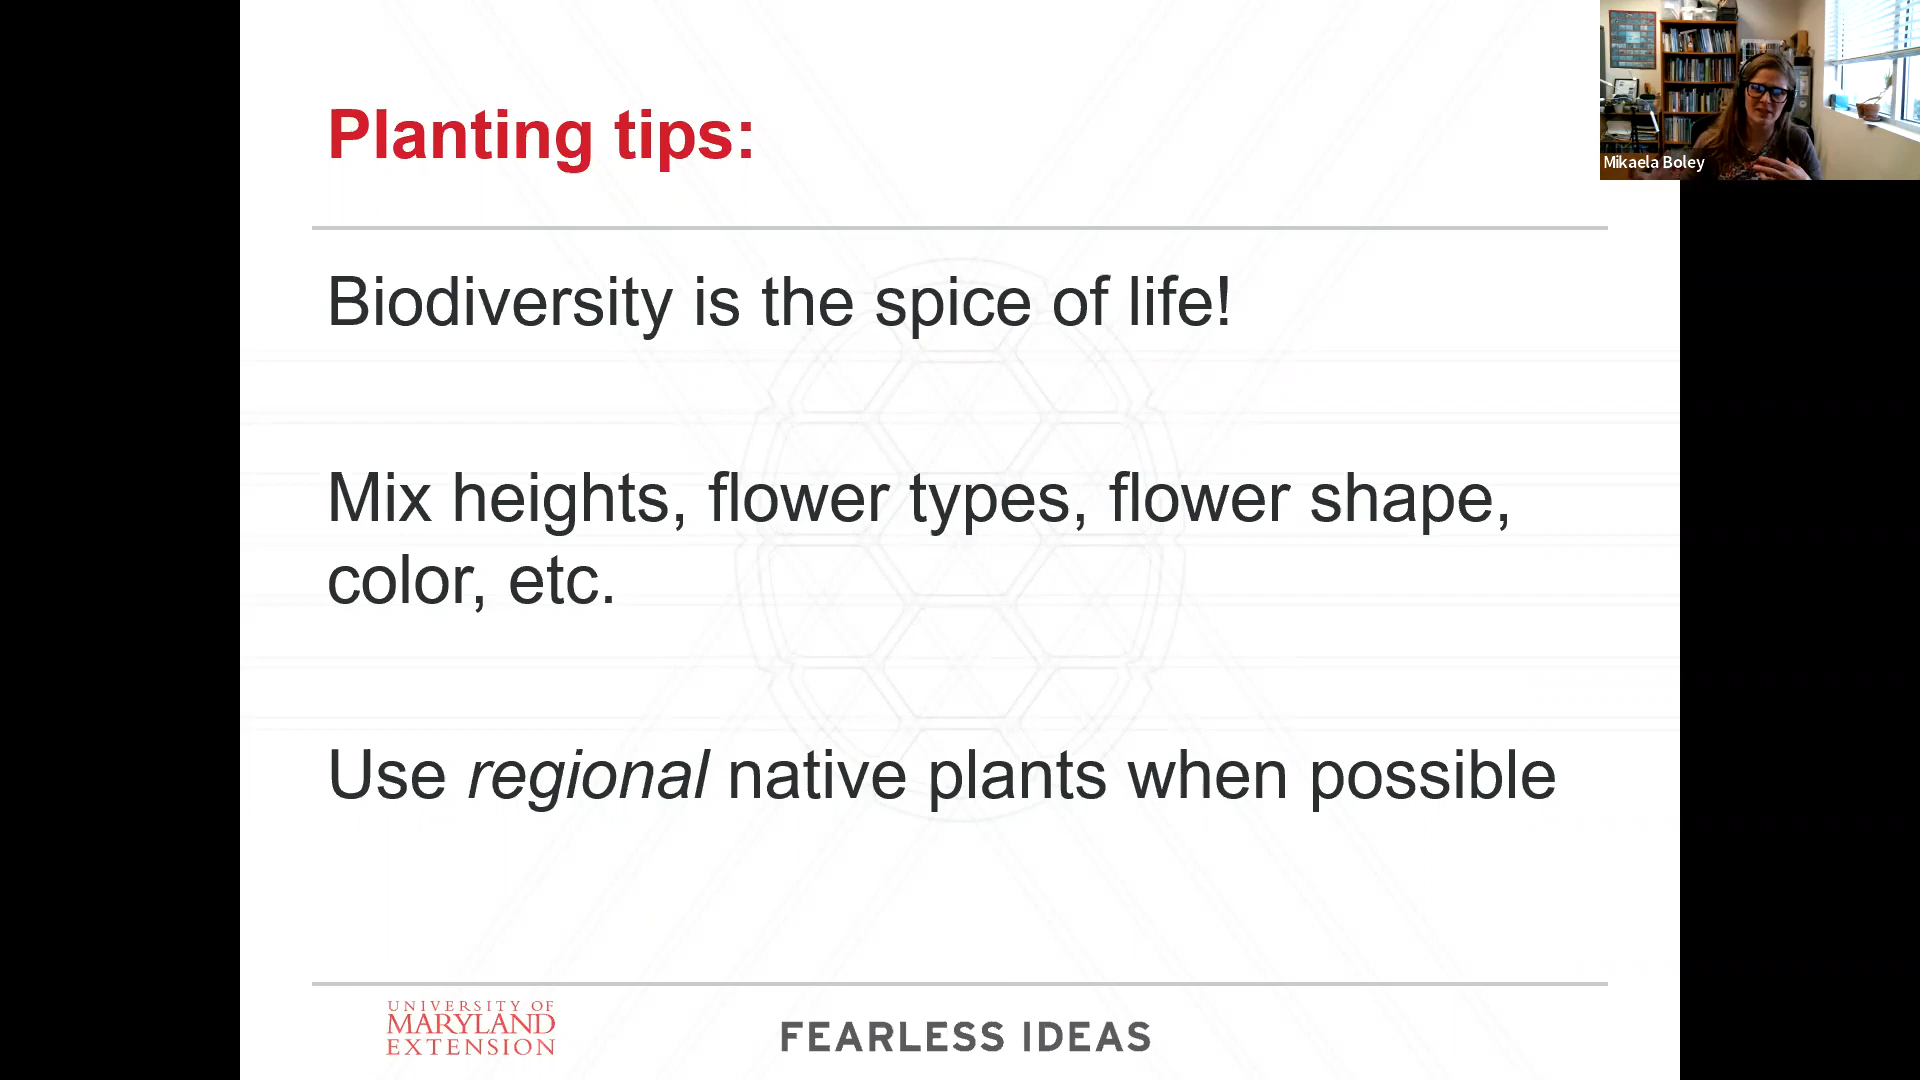 Planting tips:
Mikaela Boley
Biodiversity is the spice of life!
Mix heights, flower types, flower shape,
color, etc.
Use regional native plants when possible
UNIVERSITY OF
MARYLAND
EXTENSION
FEARLESS IDEAS